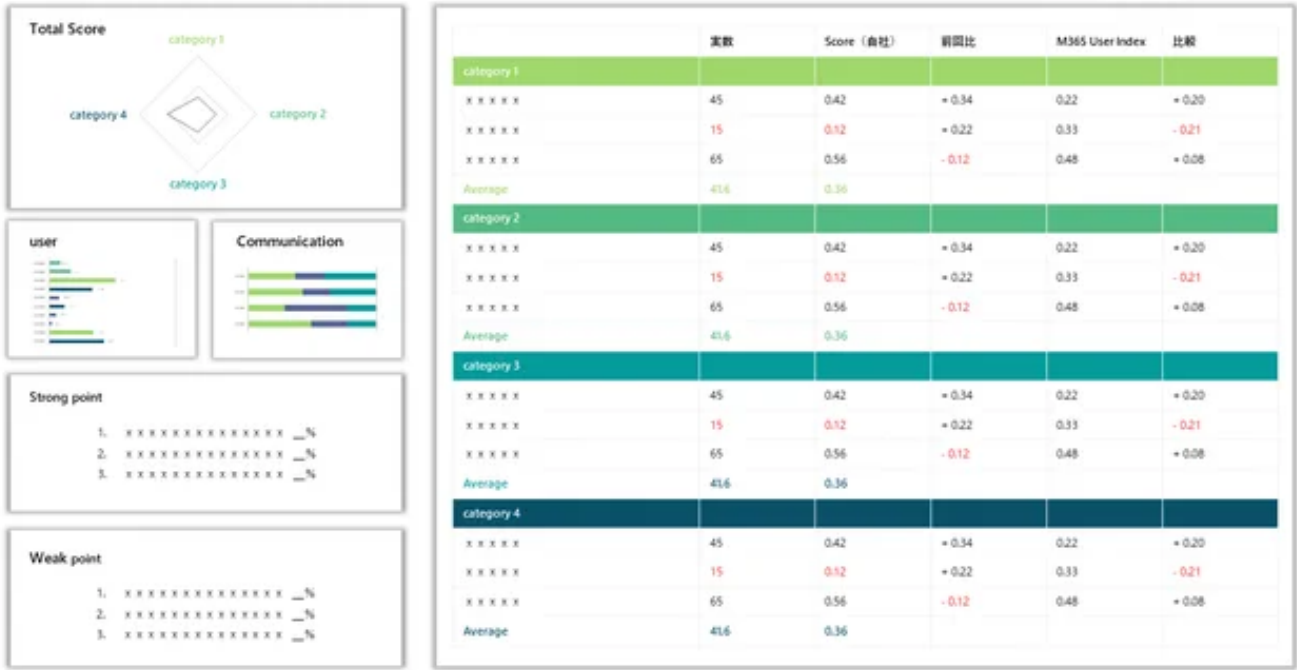 Total Score
category 1
category 4
category 2
category 3
user
Communication
Strong point
1. x x x x x x x x x x x x x x __%
2. x x x x x x x x x x x x x x __%
3. x x x x x x x x x x x x x x __%
Weak point
1. x x x x x x x x x x x x x x __%
2. x x x x x x x x x x x x x x __%
3. x x x x x x x x x x x x x x __%
実数 Score（自社）前回比 M365 User Index 比較
category 1
x x x x x 45 0.42 + 0.34 0.22 + 0.20
x x x x x 15 0.12 + 0.22 0.33 - 0.21
x x x x x 65 0.56 - 0.12 0.48 + 0.08
Average 41.6 0.36
category 2
x x x x x 45 0.42 + 0.34 0.22 + 0.20
x x x x x 15 0.12 + 0.22 0.33 - 0.21
x x x x x 65 0.56 - 0.12 0.48 + 0.08
Average 41.6 0.36
category 3
x x x x x 45 0.42 + 0.34 0.22 + 0.20
x x x x x 15 0.12 + 0.22 0.33 - 0.21
x x x x x 65 0.56 - 0.12 0.48 + 0.08
Average 41.6 0.36
category 4
x x x x x 45 0.42 + 0.34 0.22 + 0.20
x x x x x 15 0.12 + 0.22 0.33 - 0.21
x x x x x 65 0.56 - 0.12 0.48 + 0.08
Average 41.6 0.36